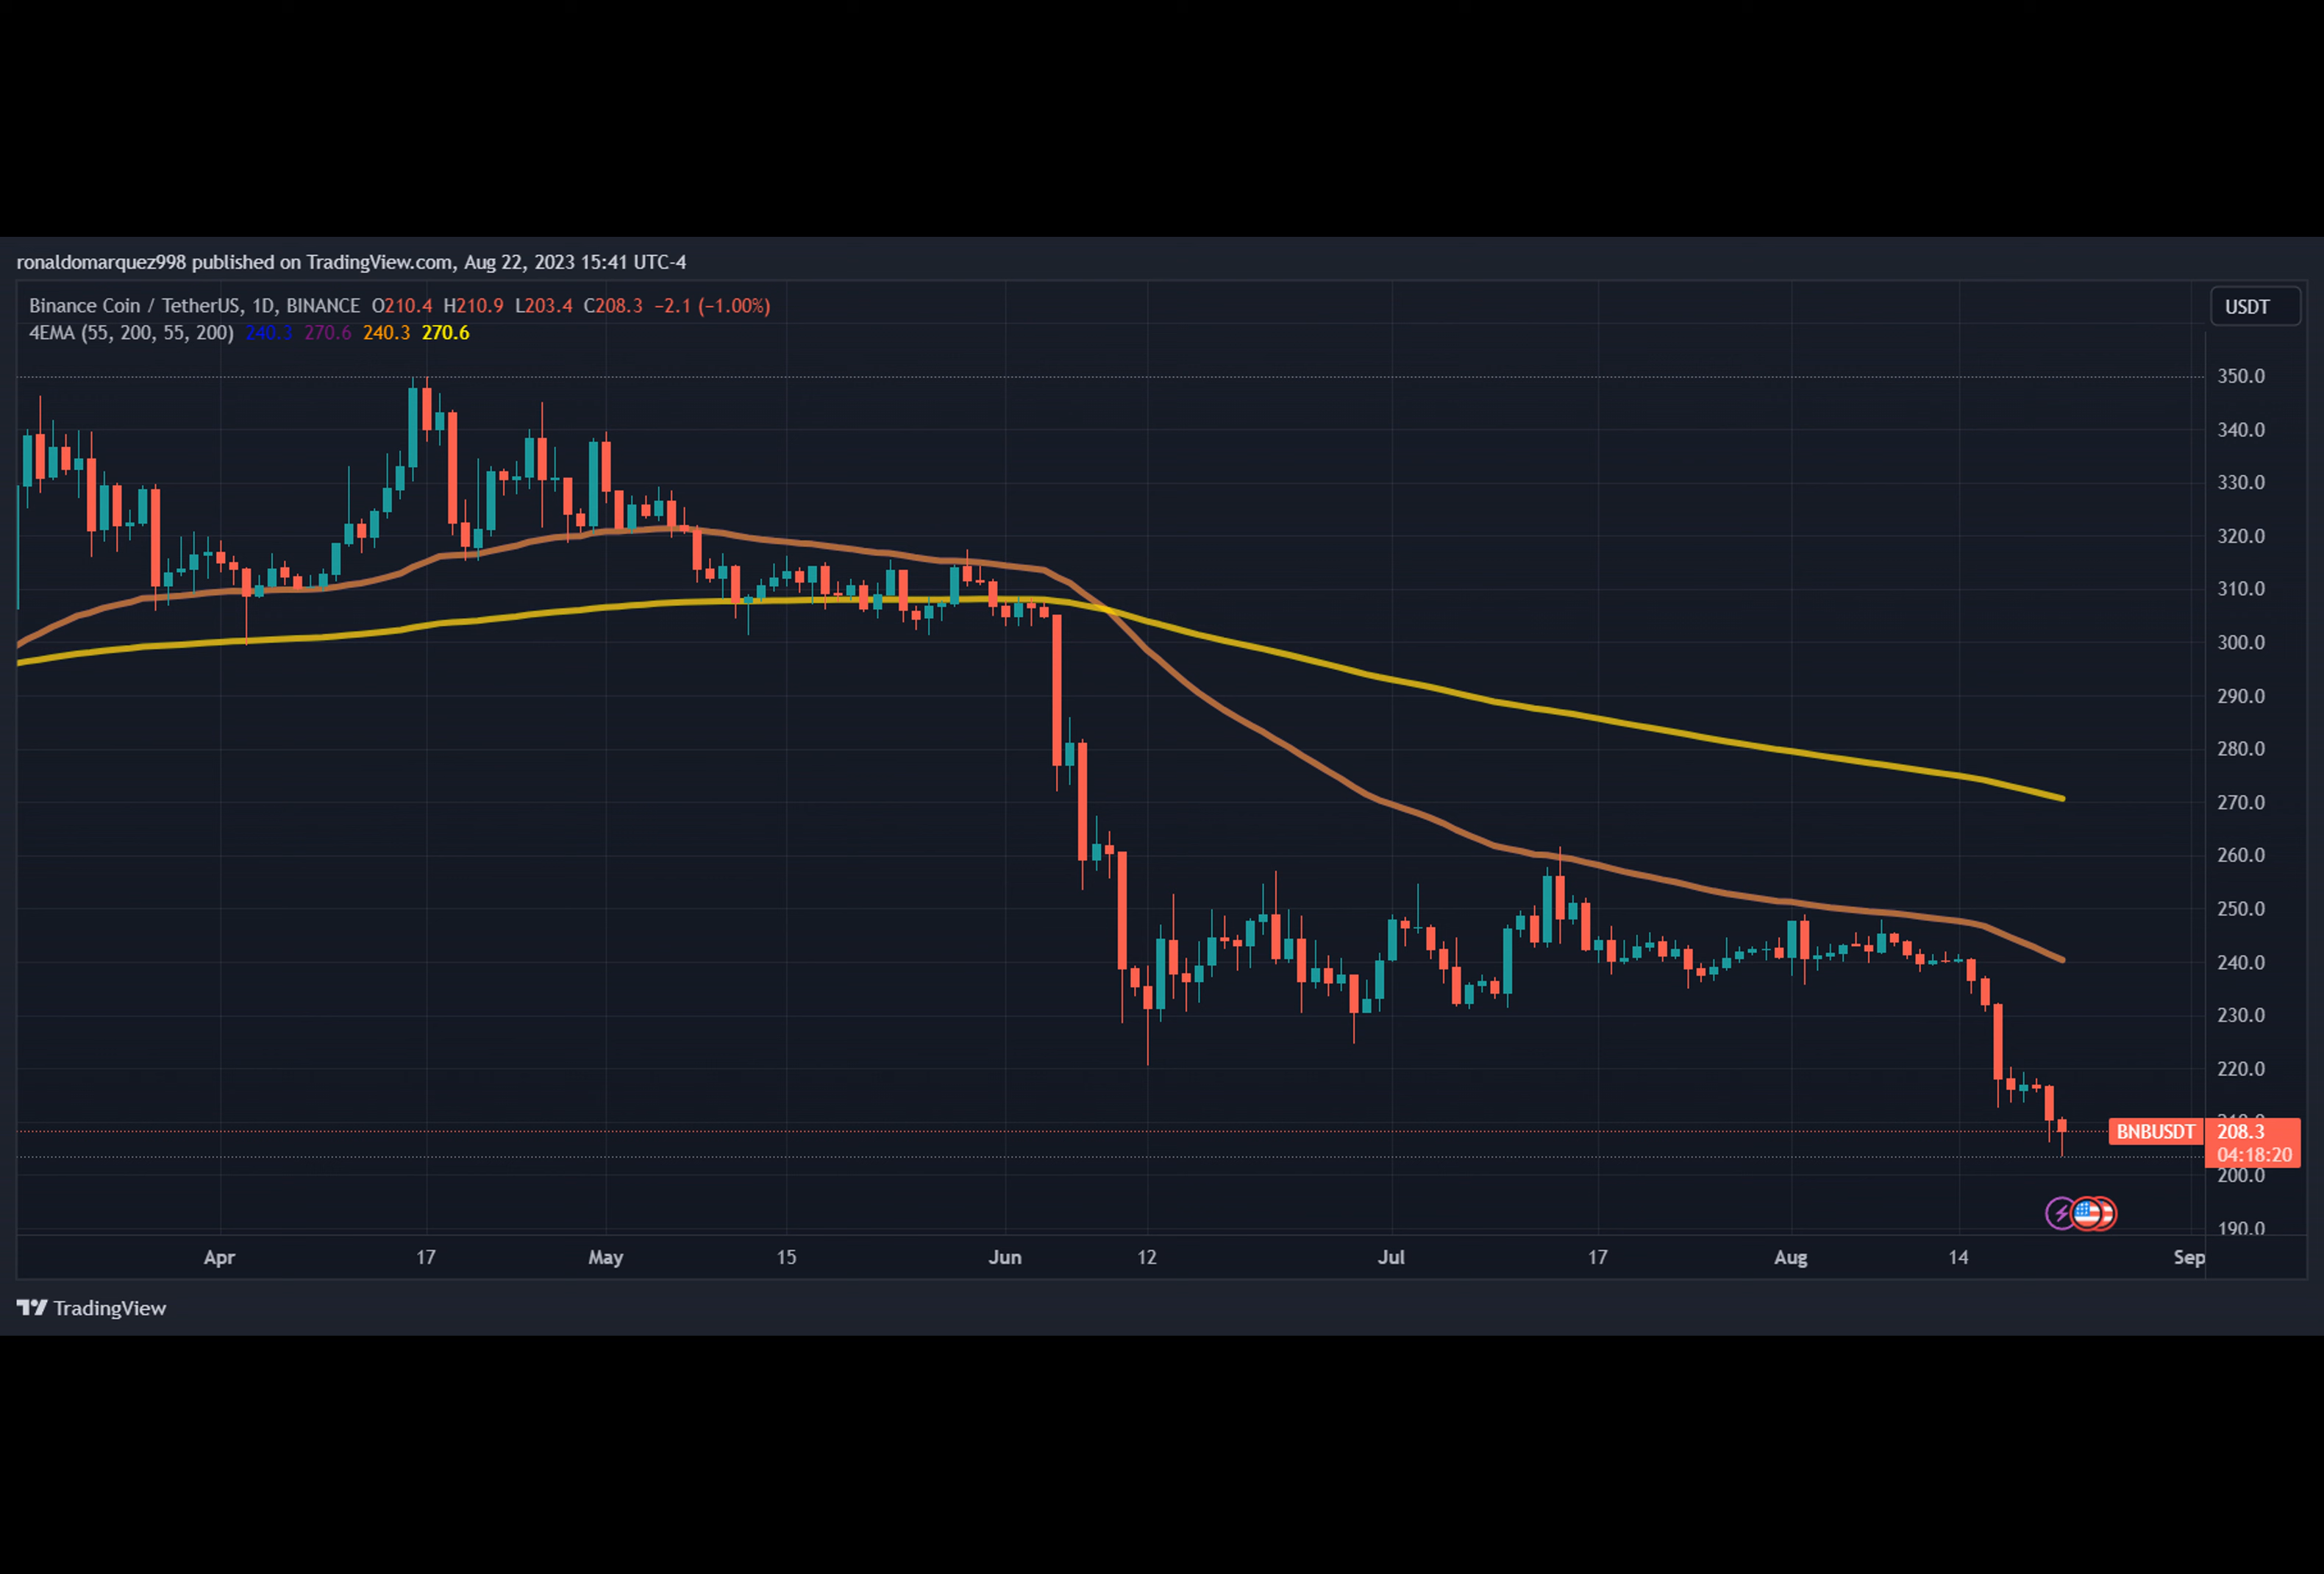 ronaldomarquez998 published on TradingView.com, Aug 22, 2023 15:41 UTC-4
Binance Coin / TetherUS, 1D, BINANCE O210.4 H210.9 L203.4 C208.3 −2.1 (−1.00%)
4EMA (55, 200, 55, 200) 240.3 270.6 240.3 270.6
USDT
350.0
340.0
330.0
320.0
310.0
300.0
290.0
280.0
270.0
260.0
250.0
240.0
230.0
220.0
BNBUSDT 208.3
04:18:20
200.0
190.0
Apr 17 May 15 Jun 12 Jul 17 Aug 14 Sep
TradingView